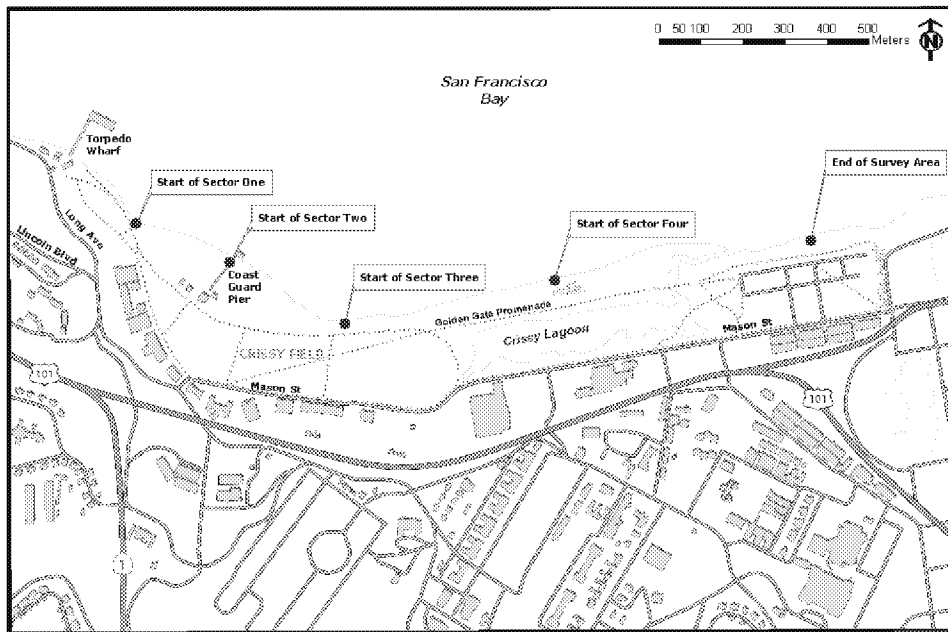 0 50 100 200 300 400 500
Meters
N
San Francisco
Bay
Torpedo
Wharf
Start of Sector One
End of Survey Area
Start of Sector Two
Start of Sector Four
Long Ave
Lincoln Blvd
Coast
Guard
Pier
Start of Sector Three
Golden Gate Promenade
Crissy Lagoon
Mason St
CRISSY FIELD
Mason St
101
101
1